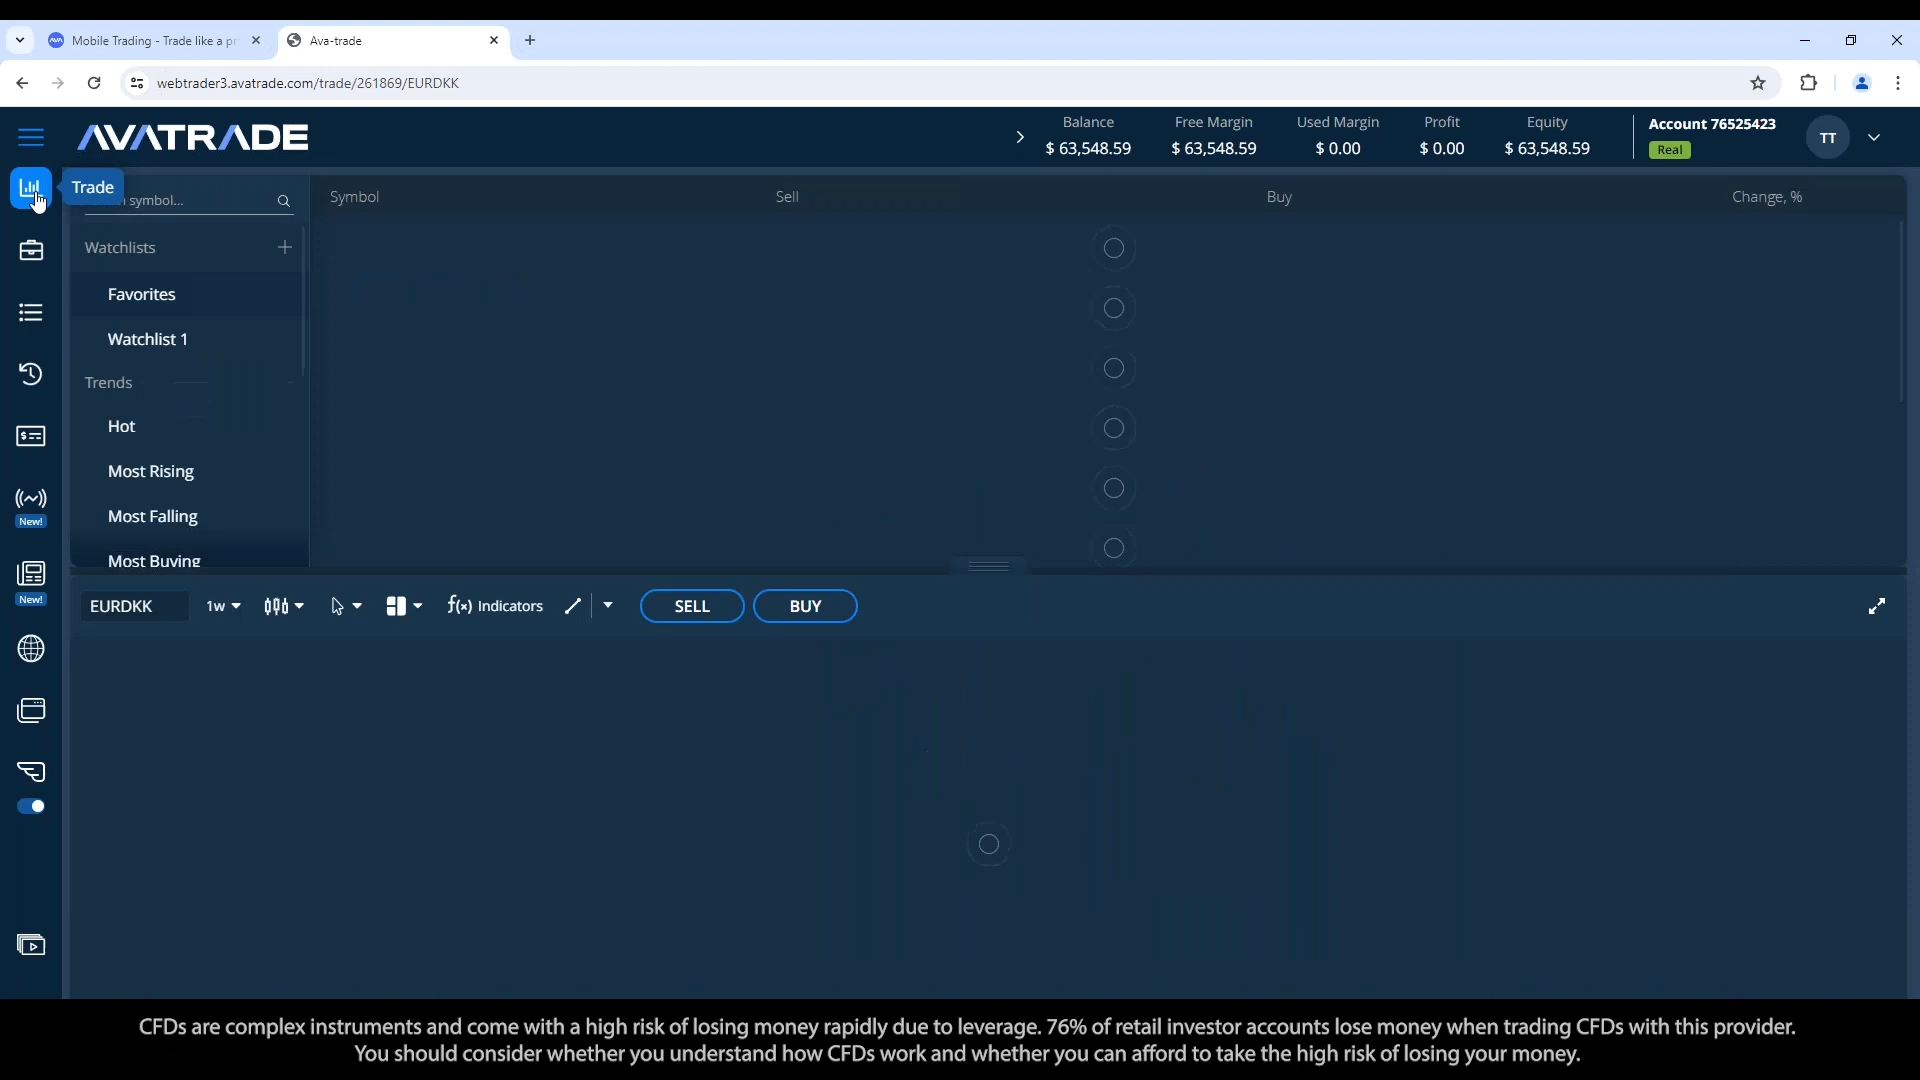 Mobile Trading - Trade like a pr
Ava-trade
webtrader3.avatrade.com/trade/261869/EURDKK
AVATRADE
Balance
$ 63,548.59
Free Margin
$ 63,548.59
Used Margin
$ 0.00
Profit
$ 0.00
Equity
$ 63,548.59
Account 76525423
Real
TT
Trade
symbol...
Symbol
Sell
Buy
Change, %
Watchlists
Favorites
Watchlist 1
Trends
Hot
Most Rising
Most Falling
Most Buying
New!
New!
EURDKK
1w
f(x) Indicators
SELL
BUY
CFDs are complex instruments and come with a high risk of losing money rapidly due to leverage. 76% of retail investor accounts lose money when trading CFDs with this provider.
You should consider whether you understand how CFDs work and whether you can afford to take the high risk of losing your money.